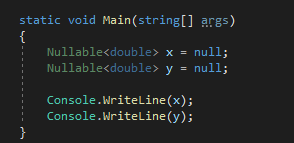 static void Main(string[] args)
{
    Nullable<double> x = null;
    Nullable<double> y = null;

    Console.WriteLine(x);
    Console.WriteLine(y);
}